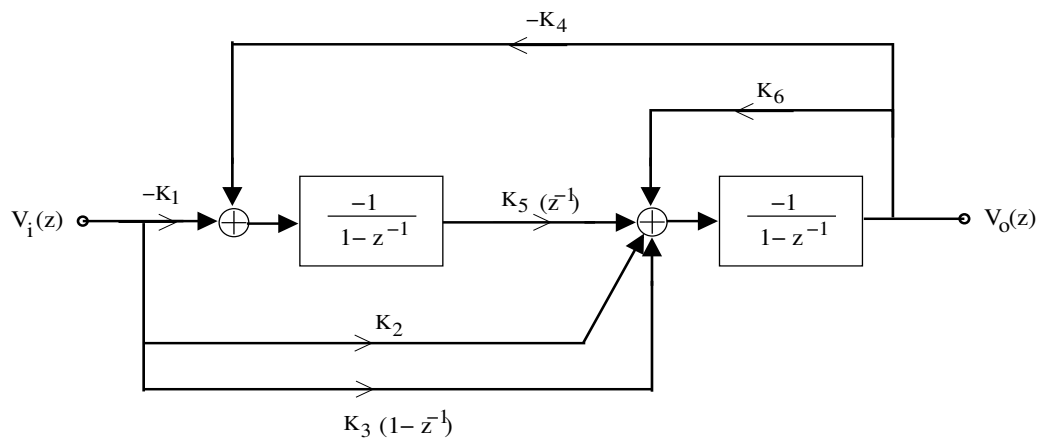 −K4
K6
−K1
Vi(z)
−1
1− z−1
K5 (z−1)
−1
1− z−1
Vo(z)
K2
K3 (1− z−1)